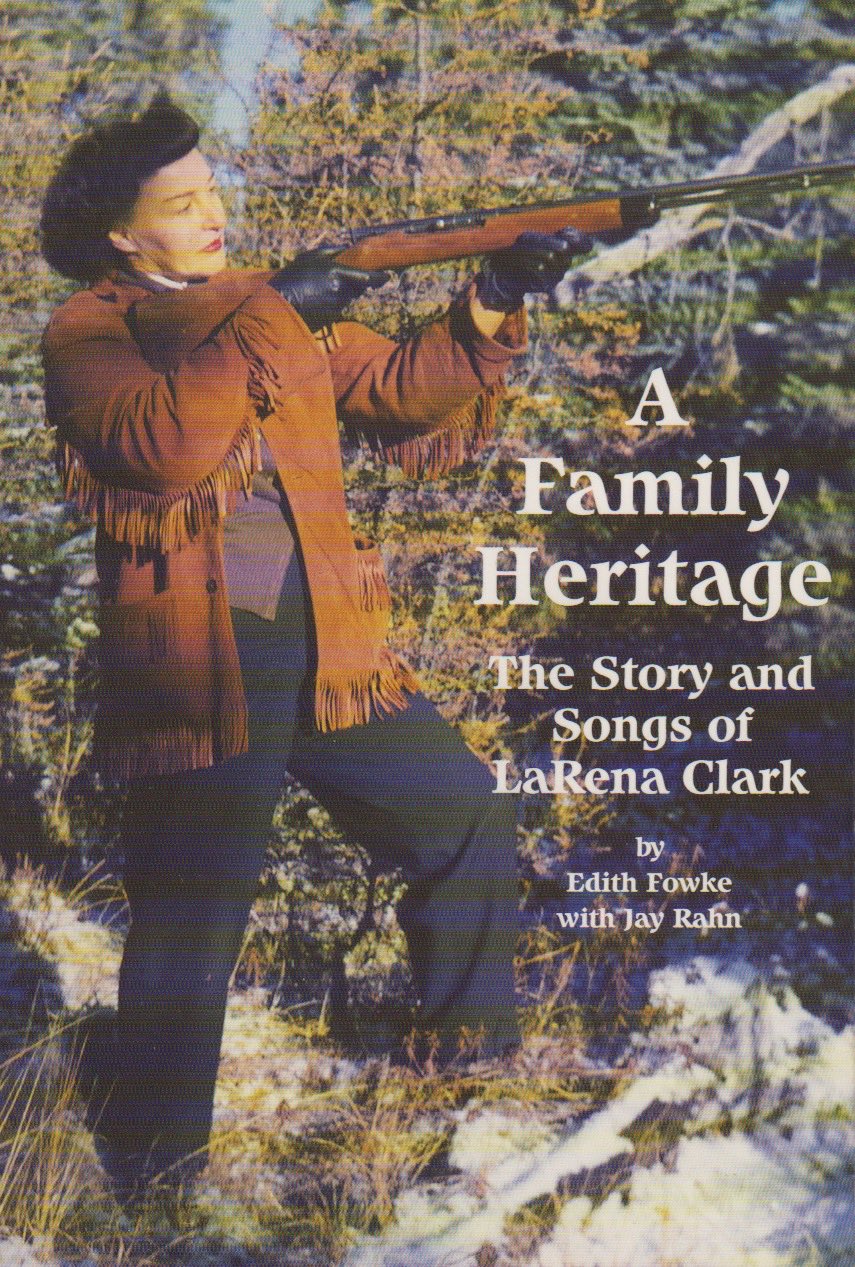 A
Family
Heritage
The Story and
Songs of
LaRena Clark
by
Edith Fowke
with Jay Rahn